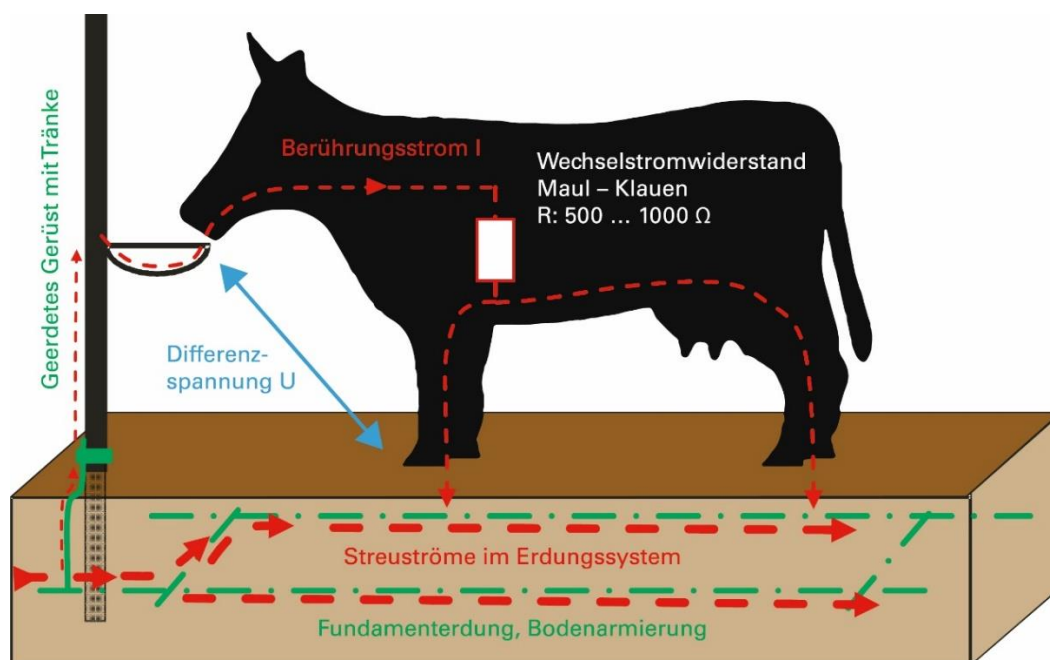 Geerdetes Gerüst mit Tränke
Berührungsstrom I
Wechselstromwiderstand
Maul – Klauen
R: 500 ... 1000 Ω
Differenz-
spannung U
Streuströme im Erdungssystem
Fundamenterdung, Bodenarmierung